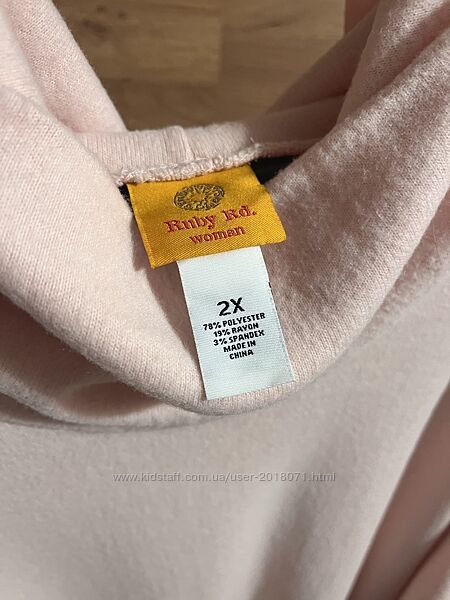 Ruby Rd.
woman
2X
78% POLYESTER
19% RAYON
3% SPANDEX
MADE IN
CHINA
www.kidstaff.com.ua/user-2018071.html